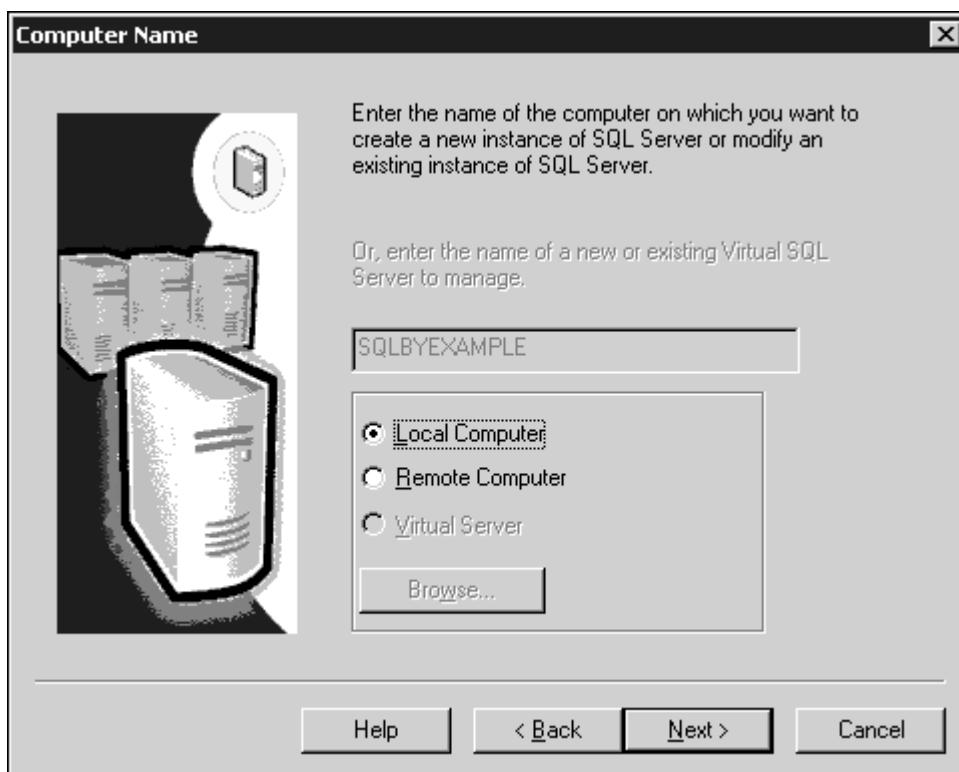 Computer Name
Enter the name of the computer on which you want to
create a new instance of SQL Server or modify an
existing instance of SQL Server.
Or, enter the name of a new or existing Virtual SQL
Server to manage.
SQLBYEXAMPLE
Local Computer
Remote Computer
Virtual Server
Browse...
Help
< Back
Next >
Cancel